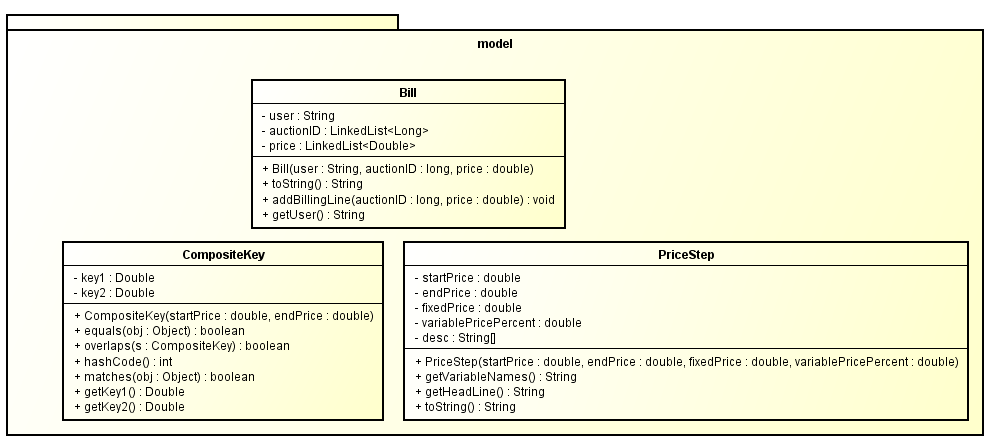 model
Bill
- user : String
- auctionID : LinkedList<Long>
- price : LinkedList<Double>
+ Bill(user : String, auctionID : long, price : double)
+ toString() : String
+ addBillingLine(auctionID : long, price : double) : void
+ getUser() : String
CompositeKey
- key1 : Double
- key2 : Double
+ CompositeKey(startPrice : double, endPrice : double)
+ equals(obj : Object) : boolean
+ overlaps(s : CompositeKey) : boolean
+ hashCode() : int
+ matches(obj : Object) : boolean
+ getKey1() : Double
+ getKey2() : Double
PriceStep
- startPrice : double
- endPrice : double
- fixedPrice : double
- variablePricePercent : double
- desc : String[]
+ PriceStep(startPrice : double, endPrice : double, fixedPrice : double, variablePricePercent : double)
+ getVariableNames() : String
+ getHeadLine() : String
+ toString() : String